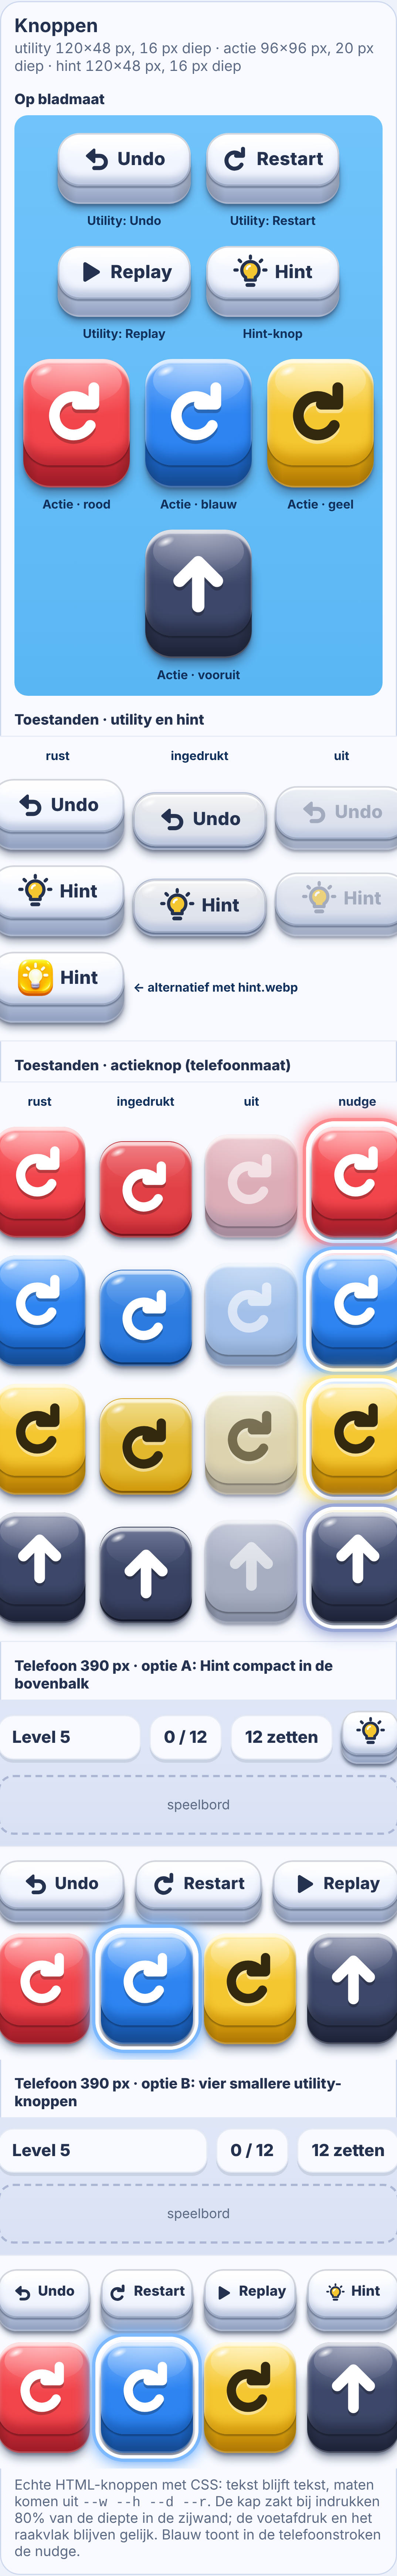 Knoppen
utility 120×48 px, 16 px diep · actie 96×96 px, 20 px
diep · hint 120×48 px, 16 px diep
Op bladmaat
Undo Restart
Utility: Undo Utility: Restart
Replay Hint
Utility: Replay Hint-knop
Actie · rood Actie · blauw Actie · geel
Actie · vooruit
Toestanden · utility en hint
rust ingedrukt uit
Undo Undo Undo
Hint Hint Hint
Hint ← alternatief met hint.webp
Toestanden · actieknop (telefoonmaat)
rust ingedrukt uit nudge
Telefoon 390 px · optie A: Hint compact in de
bovenbalk
Level 5 0 / 12 12 zetten
speelbord
Undo Restart Replay
Telefoon 390 px · optie B: vier smallere utility-
knoppen
Level 5 0 / 12 12 zetten
speelbord
Undo Restart Replay Hint
Echte HTML-knoppen met CSS: tekst blijft tekst, maten
komen uit --w --h --d --r. De kap zakt bij indrukken
80% van de diepte in de zijwand; de voetafdruk en het
raakvlak blijven gelijk. Blauw toont in de telefoonstroken
de nudge.